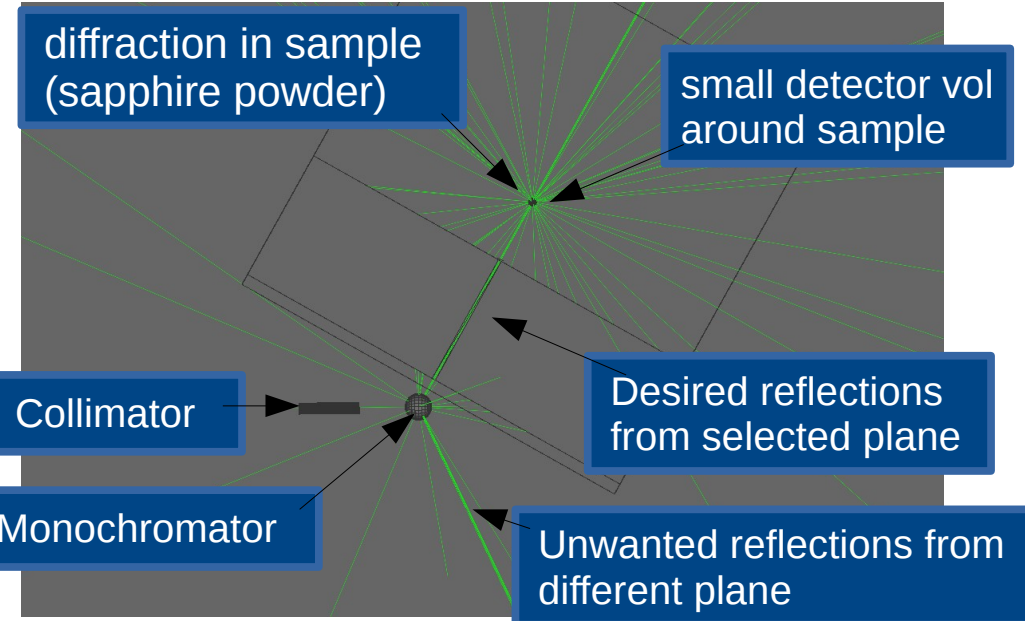 diffraction in sample
(sapphire powder)
small detector vol
around sample
Collimator
Desired reflections
from selected plane
Monochromator
Unwanted reflections from
different plane